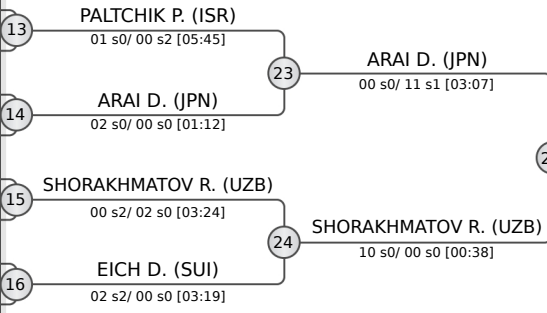 PALTCHIK P. (ISR)
13
01 s0/ 00 s2 [05:45]
23
ARAI D. (JPN)
00 s0/ 11 s1 [03:07]
ARAI D. (JPN)
14
02 s0/ 00 s0 [01:12]
SHORAKHMATOV R. (UZB)
15
00 s2/ 02 s0 [03:24]
24
SHORAKHMATOV R. (UZB)
10 s0/ 00 s0 [00:38]
EICH D. (SUI)
16
02 s2/ 00 s0 [03:19]